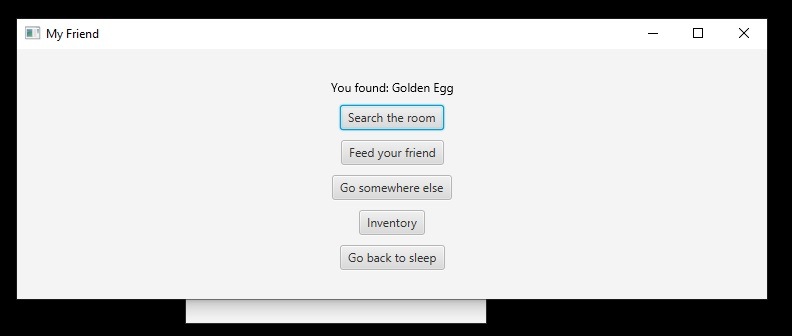 My Friend
You found: Golden Egg
Search the room
Feed your friend
Go somewhere else
Inventory
Go back to sleep